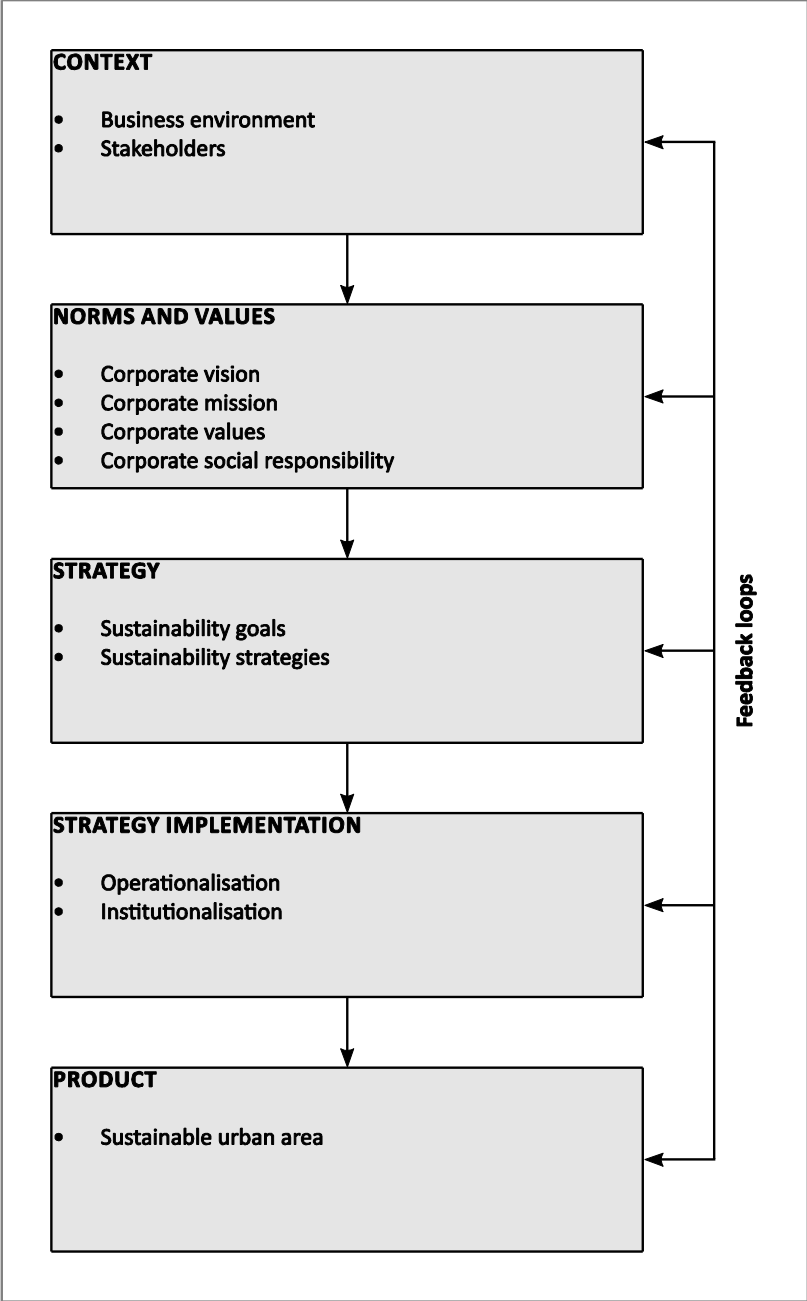 CONTEXT
• Business environment
• Stakeholders
NORMS AND VALUES
• Corporate vision
• Corporate mission
• Corporate values
• Corporate social responsibility
STRATEGY
• Sustainability goals
• Sustainability strategies
STRATEGY IMPLEMENTATION
• Operationalisation
• Institutionalisation
PRODUCT
• Sustainable urban area
Feedback loops